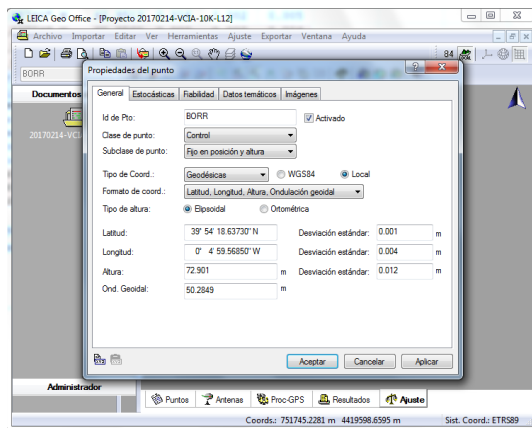 LEICA Geo Office - [Proyecto 20170214-VCIA-10K-L12]
Archivo Importar Editar Ver Herramientas Ajuste Exportar Ventana Ayuda
84
BORR
Propiedades del punto
Documentos
General Estocásticas Fiabilidad Datos temáticos Imágenes
20170214-VCI
Id de Pto: BORR Activado
Clase de punto: Control
Subclase de punto: Fijo en posición y altura
Tipo de Coord.: Geodésicas WGS84 Local
Formato de coord.: Latitud, Longitud, Altura, Ondulación geoidal
Tipo de altura: Elipsoidal Ortométrica
Latitud: 39° 54' 18.63730" N Desviación estándar: 0.001 m
Longitud: 0° 4' 59.56850" W Desviación estándar: 0.004 m
Altura: 72.901 m Desviación estándar: 0.012 m
Ond. Geoidal: 50.2849 m
Aceptar Cancelar Aplicar
Administrador
Puntos Antenas Proc-GPS Resultados Ajuste
Coords.: 751745.2281 m 4419598.6595 m Sist. Coord.: ETRS89